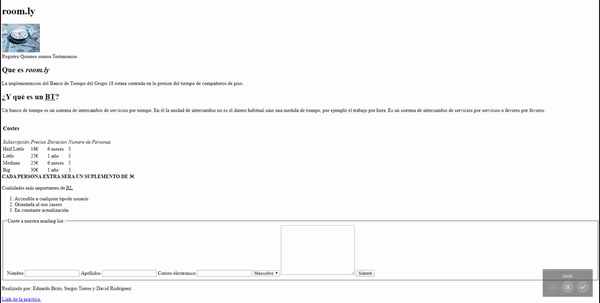 room.ly
Registro Quienes somos Testimonios
Que es room.ly
La implementacion del Banco de Tiempo del Grupo 18 estara centrada en la gestion del tiempo de compañeros de piso.
¿Y qué es un BT?
Un banco de tiempo es un sistema de intercambio de servicios por tiempo. En él la unidad de intercambio no es el dinero habitual sino una medida de tiempo, por ejemplo el trabajo por hora. Es un sistema de intercambio de servicios por servicios o favores por favores.
Costes
Subscripción Precios Duracion Numero de Personas
Half Little 18€ 6 meses 3
Little 25€ 1 año 3
Medium 25€ 6 meses 5
Big 30€ 1 año 5
CADA PERSONA EXTRA SERA UN SUPLEMENTO DE 3€
Cualidades más importantes de RL
1. Accesible a cualquier tipo de usuario
2. Orientada al uso casero
3. En constante actualización
Unete a nuestra mailing list.
Nombre Apellidos Correo electronico Masculino Submit
00:00
Realizado por: Eduardo Brito, Sergio Torres y David Rodriguez
Link de la practica.